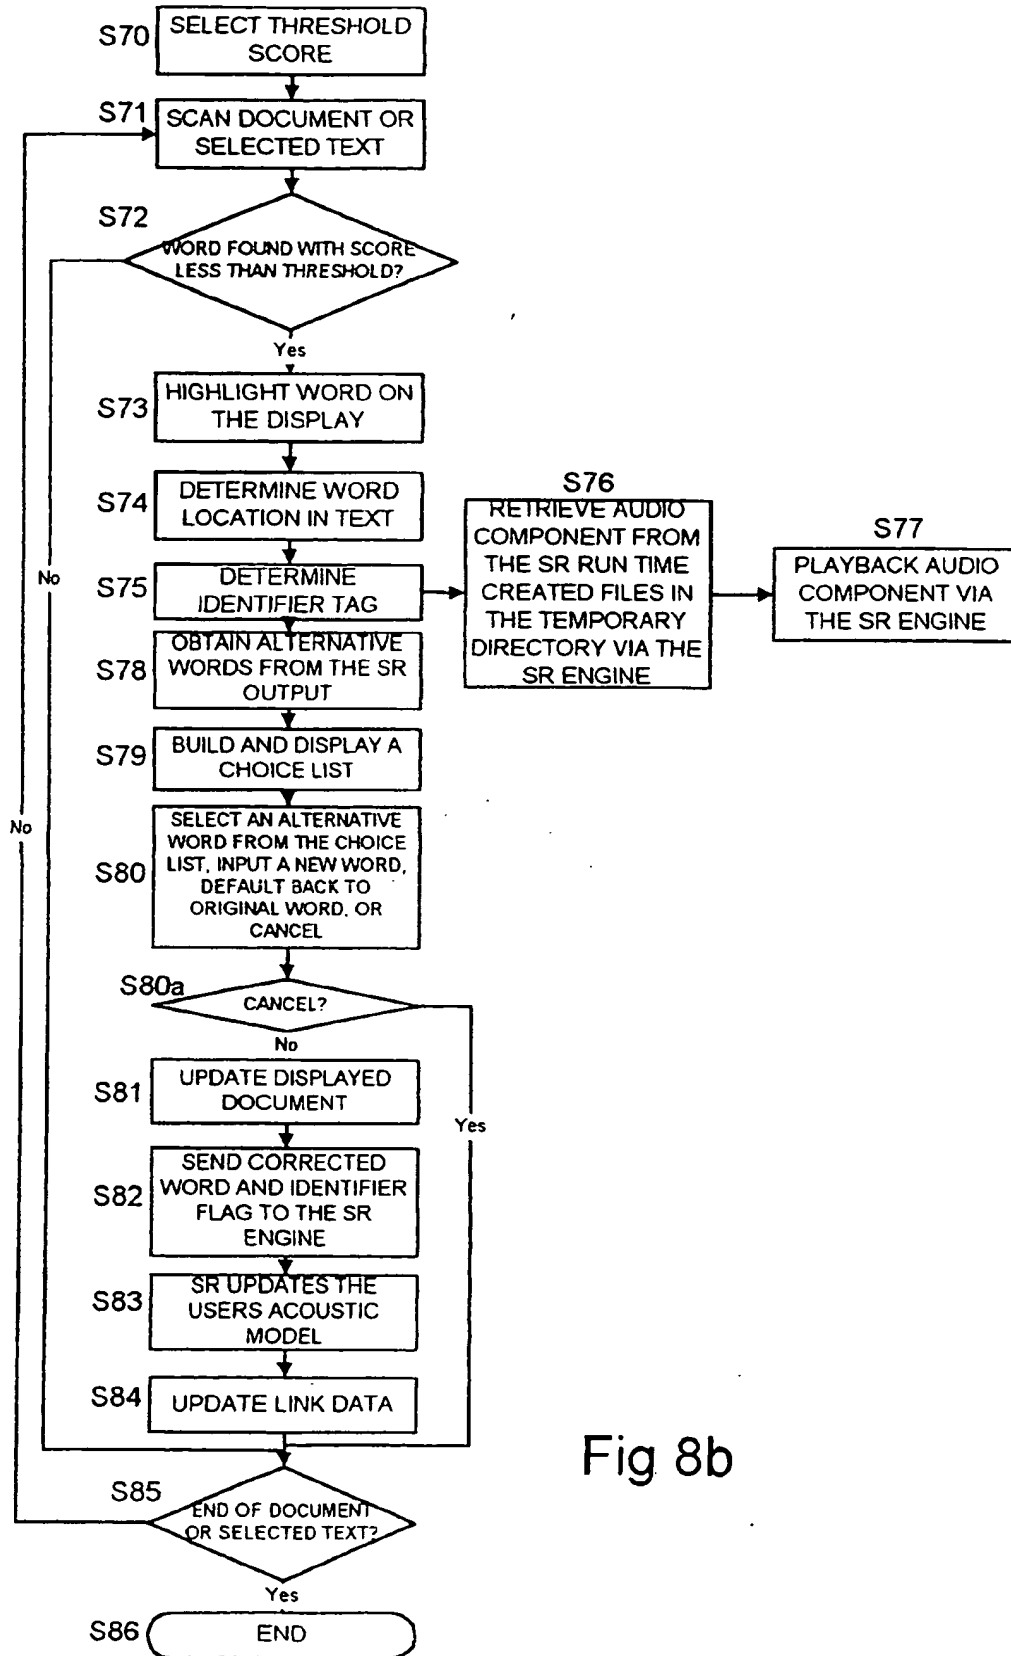 S70
SELECT THRESHOLD
SCORE
S71
SCAN DOCUMENT OR
SELECTED TEXT
S72
WORD FOUND WITH SCORE
LESS THAN THRESHOLD?
Yes
No
S73
HIGHLIGHT WORD ON
THE DISPLAY
S74
DETERMINE WORD
LOCATION IN TEXT
S75
DETERMINE
IDENTIFIER TAG
S76
RETRIEVE AUDIO
COMPONENT FROM
THE SR RUN TIME
CREATED FILES IN
THE TEMPORARY
DIRECTORY VIA THE
SR ENGINE
S77
PLAYBACK AUDIO
COMPONENT VIA
THE SR ENGINE
S78
OBTAIN ALTERNATIVE
WORDS FROM THE SR
OUTPUT
S79
BUILD AND DISPLAY A
CHOICE LIST
No
S80
SELECT AN ALTERNATIVE
WORD FROM THE CHOICE
LIST, INPUT A NEW WORD,
DEFAULT BACK TO
ORIGINAL WORD, OR
CANCEL
S80a
CANCEL?
No
Yes
S81
UPDATE DISPLAYED
DOCUMENT
S82
SEND CORRECTED
WORD AND IDENTIFIER
FLAG TO THE SR
ENGINE
S83
SR UPDATES THE
USERS ACOUSTIC
MODEL
S84
UPDATE LINK DATA
S85
END OF DOCUMENT
OR SELECTED TEXT?
Yes
S86
END
Fig 8b